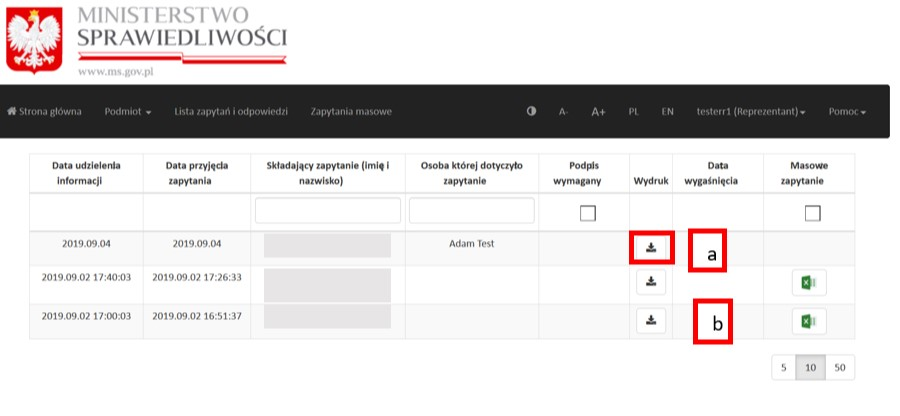 MINISTERSTWO
SPRAWIEDLIWOŚCI
www.ms.gov.pl
Strona główna Podmiot Lista zapytań i odpowiedzi Zapytania masowe A- A+ PL EN testerr1 (Reprezentant) Pomoc
Data udzielenia informacji Data przyjęcia zapytania Składający zapytanie (imię i nazwisko) Osoba której dotyczyło zapytanie Podpis wymagany Wydruk Data wygaśnięcia Masowe zapytanie
2019.09.04 2019.09.04 Adam Test a
2019.09.02 17:40:03 2019.09.02 17:26:33
2019.09.02 17:00:03 2019.09.02 16:51:37 b
5 10 50